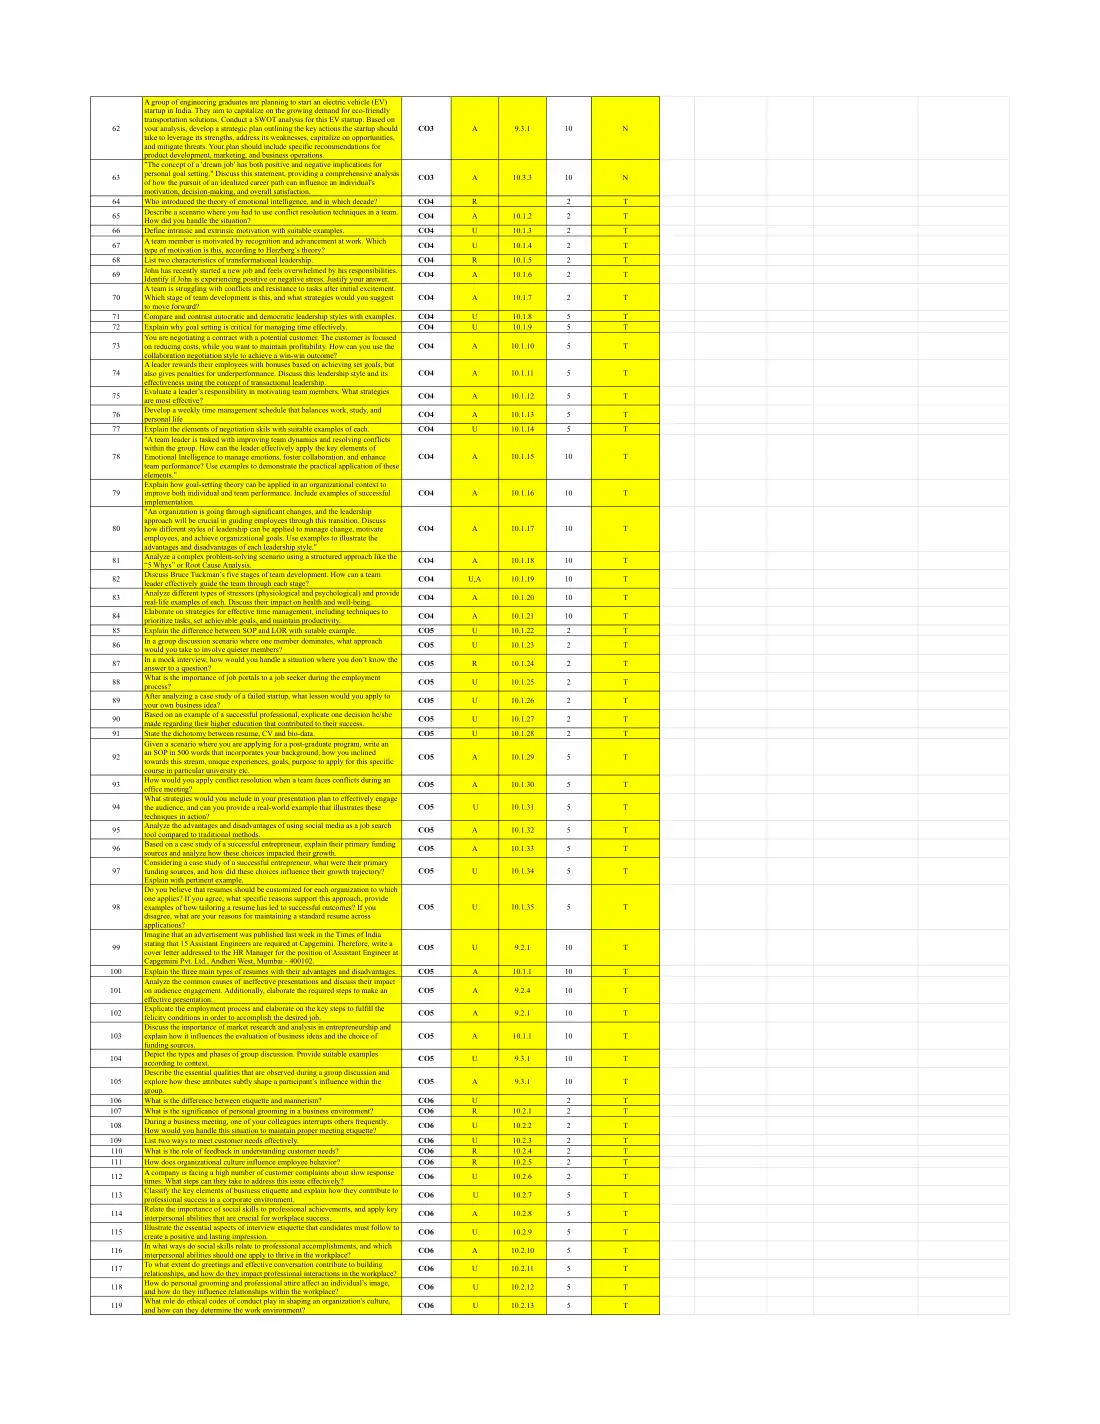 A group of engineering graduates are planning to start an electric vehicle (EV)
startup in India. They aim to capitalize on the growing demand for eco-friendly
transportation solutions. Conduct a SWOT analysis for this EV startup. Based on
62 your analysis, develop a strategic plan outlining the key actions the startup should CO3 A 9.3.1 10 N
take to leverage its strengths, address its weaknesses, capitalize on opportunities,
and mitigate threats. Your plan should include specific recommendations for
product development, marketing, and business operations.
"The concept of a 'dream job' has both positive and negative implications for
63 personal goal setting." Discuss this statement, providing a comprehensive analysis CO3 A 10.3.3 10 N
of how the pursuit of an idealized career path can influence an individual's
motivation, decision-making, and overall satisfaction.
64 Who introduced the theory of emotional intelligence, and in which decade? CO4 R 2 T
65 Describe a scenario where you had to use conflict resolution techniques in a team. CO4 A 10.1.2 2 T
How did you handle the situation?
66 Define intrinsic and extrinsic motivation with suitable examples. CO4 U 10.1.3 2 T
67 A team member is motivated by recognition and advancement at work. Which CO4 U 10.1.4 2 T
type of motivation is this, according to Herzberg's theory?
68 List two characteristics of transformational leadership. CO4 R 10.1.5 2 T
69 John has recently started a new job and feels overwhelmed by his responsibilities. CO4 A 10.1.6 2 T
Identify if John is experiencing positive or negative stress. Justify your answer.
A team is struggling with conflicts and resistance to tasks after initial excitement.
70 Which stage of team development is this, and what strategies would you suggest CO4 A 10.1.7 2 T
to move forward?
71 Compare and contrast autocratic and democratic leadership styles with examples. CO4 U 10.1.8 5 T
72 Explain why goal setting is critical for managing time effectively. CO4 U 10.1.9 5 T
You are negotiating a contract with a potential customer. The customer is focused
73 on reducing costs, while you want to maintain profitability. How can you use the CO4 A 10.1.10 5 T
collaboration negotiation style to achieve a win-win outcome?
A leader rewards their employees with bonuses based on achieving set goals, but
74 also gives penalties for underperformance. Discuss this leadership style and its CO4 A 10.1.11 5 T
effectiveness using the concept of transactional leadership.
75 Evaluate a leader's responsibility in motivating team members. What strategies CO4 A 10.1.12 5 T
are most effective?
76 Develop a weekly time management schedule that balances work, study, and CO4 A 10.1.13 5 T
personal life
77 Explain the elements of negotiation skils with suitable examples of each. CO4 U 10.1.14 5 T
"A team leader is tasked with improving team dynamics and resolving conflicts
within the group. How can the leader effectively apply the key elements of
78 Emotional Intelligence to manage emotions, foster collaboration, and enhance CO4 A 10.1.15 10 T
team performance? Use examples to demonstrate the practical application of these
elements."
Explain how goal-setting theory can be applied in an organizational context to
79 improve both individual and team performance. Include examples of successful CO4 A 10.1.16 10 T
implementation.
"An organization is going through significant changes, and the leadership
approach will be crucial in guiding employees through this transition. Discuss
80 how different styles of leadership can be applied to manage change, motivate CO4 A 10.1.17 10 T
employees, and achieve organizational goals. Use examples to illustrate the
advantages and disadvantages of each leadership style."
81 Analyze a complex problem-solving scenario using a structured approach like the CO4 A 10.1.18 10 T
“5 Whys” or Root Cause Analysis.
82 Discuss Bruce Tuckman’s five stages of team development. How can a team CO4 U,A 10.1.19 10 T
leader effectively guide the team through each stage?
83 Analyze different types of stressors (physiological and psychological) and provide CO4 A 10.1.20 10 T
real-life examples of each. Discuss their impact on health and well-being.
84 Elaborate on strategies for effective time management, including techniques to CO4 A 10.1.21 10 T
prioritize tasks, set achievable goals, and maintain productivity.
85 Explain the difference between SOP and LOR with sutable example. CO5 U 10.1.22 2 T
86 In a group discussion scenario where one member dominates, what approach CO5 U 10.1.23 2 T
would you take to involve quieter members?
87 In a mock interview, how would you handle a situation where you don’t know the CO5 R 10.1.24 2 T
answer to a question?
88 What is the importance of job portals to a job seeker during the employment CO5 U 10.1.25 2 T
process?
89 After analyzing a case study of a failed startup, what lesson would you apply to CO5 U 10.1.26 2 T
your own business idea?
90 Based on an example of a successful professional, explicate one decision he/she CO5 U 10.1.27 2 T
made regarding their higher education that contributed to their success.
91 State the dichotomy between resume, CV and bio-data. CO5 U 10.1.28 2 T
Given a scenario where you are applying for a post-graduate program, write an
92 an SOP in 500 words that incorporates your background, how you inclined CO5 A 10.1.29 5 T
towards this stream, unique experiences, goals, purpose to apply for this specific
course in particular university etc.
93 How would you apply conflict resolution when a team faces conflicts during an CO5 A 10.1.30 5 T
office meeting?
What strategies would you include in your presentation plan to effectively engage
94 the audience, and can you provide a real-world example that illustrates these CO5 U 10.1.31 5 T
techniques in action?
95 Analyze the advantages and disadvantages of using social media as a job search CO5 A 10.1.32 5 T
tool compared to traditional methods.
96 Based on a case study of a successful entrepreneur, explain their primary funding CO5 A 10.1.33 5 T
sources and analyze how these choices impacted their growth.
Considering a case study of a successful entrepreneur, what were their primary
97 funding sources, and how did these choices influence their growth trajectory? CO5 U 10.1.34 5 T
Explain with pertinent example.
Do you believe that resumes should be customized for each organization to which
one applies? If you agree, what specific reasons support this approach, provide
98 examples of how tailoring a resume has led to successful outcomes? If you CO5 U 10.1.35 5 T
disagree, what are your reasons for maintaining a standard resume across
applications?
Imagine that an advertisement was published last week in the Times of India
99 stating that 15 Assistant Engineers are required at Capgemini. Therefore, write a CO5 U 9.2.1 10 T
cover letter addressed to the HR Manager for the position of Assistant Engineer at
Capgemini Pvt. Ltd., Andheri West, Mumbai - 400102.
100 Explain the three main types of resumes with their advantages and disadvantages. CO5 A 10.1.1 10 T
Analyze the common causes of ineffective presentations and discuss their impact
101 on audience engagement. Additionally, elaborate the required steps to make an CO5 A 9.2.4 10 T
effective presentation.
102 Explicate the employment process and elaborate on the key steps to fulfill the CO5 A 9.2.1 10 T
felicity conditions in order to accomplish the desired job.
Discuss the importance of market research and analysis in entrepreneurship and
103 explain how it influences the evaluation of business ideas and the choice of CO5 A 10.1.1 10 T
funding sources.
104 Depict the types and phases of group discussion. Provide suitable examples CO5 U 9.3.1 10 T
according to context.
Describe the essential qualities that are observed during a group discussion and
105 explore how these attributes subtly shape a participant’s influence within the CO5 A 9.3.1 10 T
group.
106 What is the difference between etiquette and mannerism? CO6 U 2 T
107 What is the significance of personal grooming in a business environment? CO6 R 10.2.1 2 T
108 During a business meeting, one of your colleagues interrupts others frequently. CO6 U 10.2.2 2 T
How would you handle this situation to maintain proper meeting etiquette?
109 List two ways to meet customer needs effectively. CO6 U 10.2.3 2 T
110 What is the role of feedback in understanding customer needs? CO6 R 10.2.4 2 T
111 How does organizational culture influence employee behavior? CO6 R 10.2.5 2 T
112 A company is facing a high number of customer complaints about slow response CO6 U 10.2.6 2 T
times. What steps can they take to address this issue effectively?
113 Classify the key elements of business etiquette and explain how they contribute to CO6 U 10.2.7 5 T
professional success in a corporate environment.
114 Relate the importance of social skills to professional achievements, and apply key CO6 A 10.2.8 5 T
interpersonal abilities that are crucial for workplace success.
115 Illustrate the essential aspects of interview etiquette that candidates must follow to CO6 U 10.2.9 5 T
create a positive and lasting impression.
116 In what ways do social skills relate to professional accomplishments, and which CO6 A 10.2.10 5 T
interpersonal abilities should one apply to thrive in the workplace?
117 To what extent do greetings and effective conversation contribute to building CO6 U 10.2.11 5 T
relationships, and how do they impact professional interactions in the workplace?
118 How do personal grooming and professional attire affect an individual’s image, CO6 U 10.2.12 5 T
and how do they influence relationships within the workplace?
119 What role do ethical codes of conduct play in shaping an organization's culture, CO6 U 10.2.13 5 T
and how can they determine the work environment?